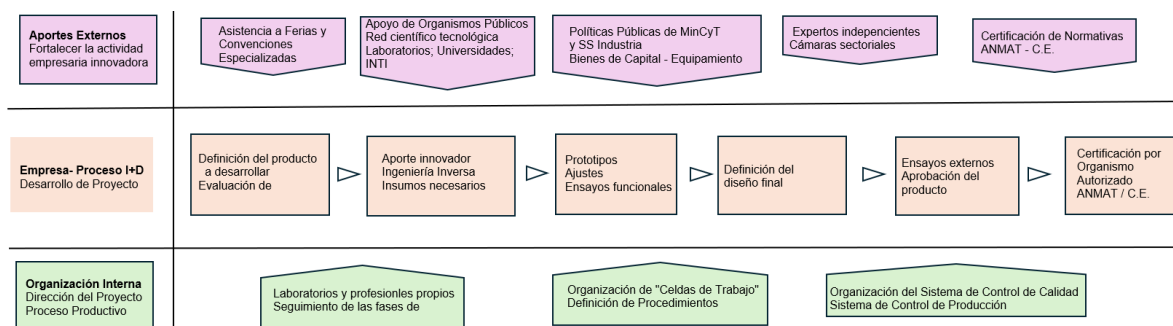 Aportes Externos
Fortalecer la actividad
empresaria innovadora
Asistencia a Ferias y
Convenciones
Especializadas
Apoyo de Organismos Públicos
Red científico tecnológica
Laboratorios; Universidades;
INTI
Políticas Públicas de MinCyT
y SS Industria
Bienes de Capital - Equipamiento
Expertos indepencientes
Cámaras sectoriales
Certificación de Normativas
ANMAT - C.E.
Empresa- Proceso I+D
Desarrollo de Proyecto
Definición del producto
a desarrollar
Evaluación de
Aporte innovador
Ingeniería Inversa
Insumos necesarios
Prototipos
Ajustes
Ensayos funcionales
Definición del
diseño final
Ensayos externos
Aprobación del
producto
Certificación por
Organismo
Autorizado
ANMAT / C.E.
Organización Interna
Dirección del Proyecto
Proceso Productivo
Laboratorios y profesionles propios
Seguimiento de las fases de
Organización de "Celdas de Trabajo"
Definición de Procedimientos
Organización del Sistema de Control de Calidad
Sistema de Control de Producción